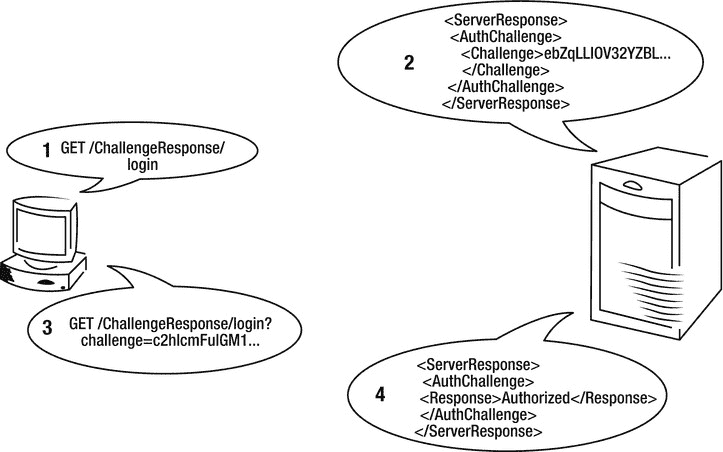 1 GET /ChallengeResponse/
login
2
<ServerResponse>
<AuthChallenge>
<Challenge>ebZqLLlOV32YZBL...
</Challenge>
</AuthChallenge>
</ServerResponse>
3 GET /ChallengeResponse/login?
challenge=c2hlcmFulGM1...
4
<ServerResponse>
<AuthChallenge>
<Response>Authorized</Response>
</AuthChallenge>
</ServerResponse>